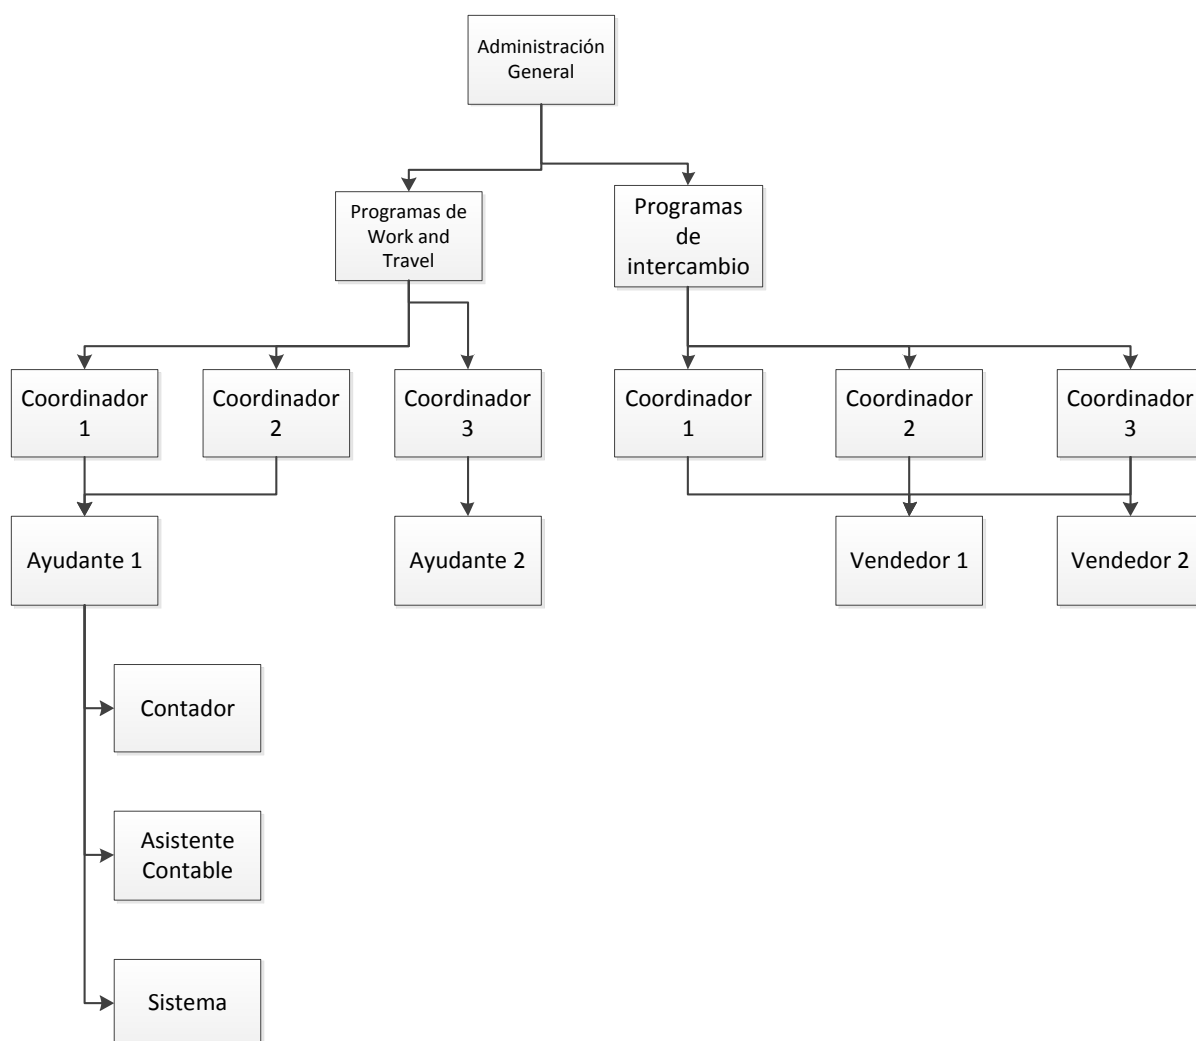 Administración
General
Programas de
Work and
Travel
Programas
de
intercambio
Coordinador
1
Coordinador
2
Coordinador
3
Coordinador
1
Coordinador
2
Coordinador
3
Ayudante 1
Ayudante 2
Vendedor 1
Vendedor 2
Contador
Asistente
Contable
Sistema